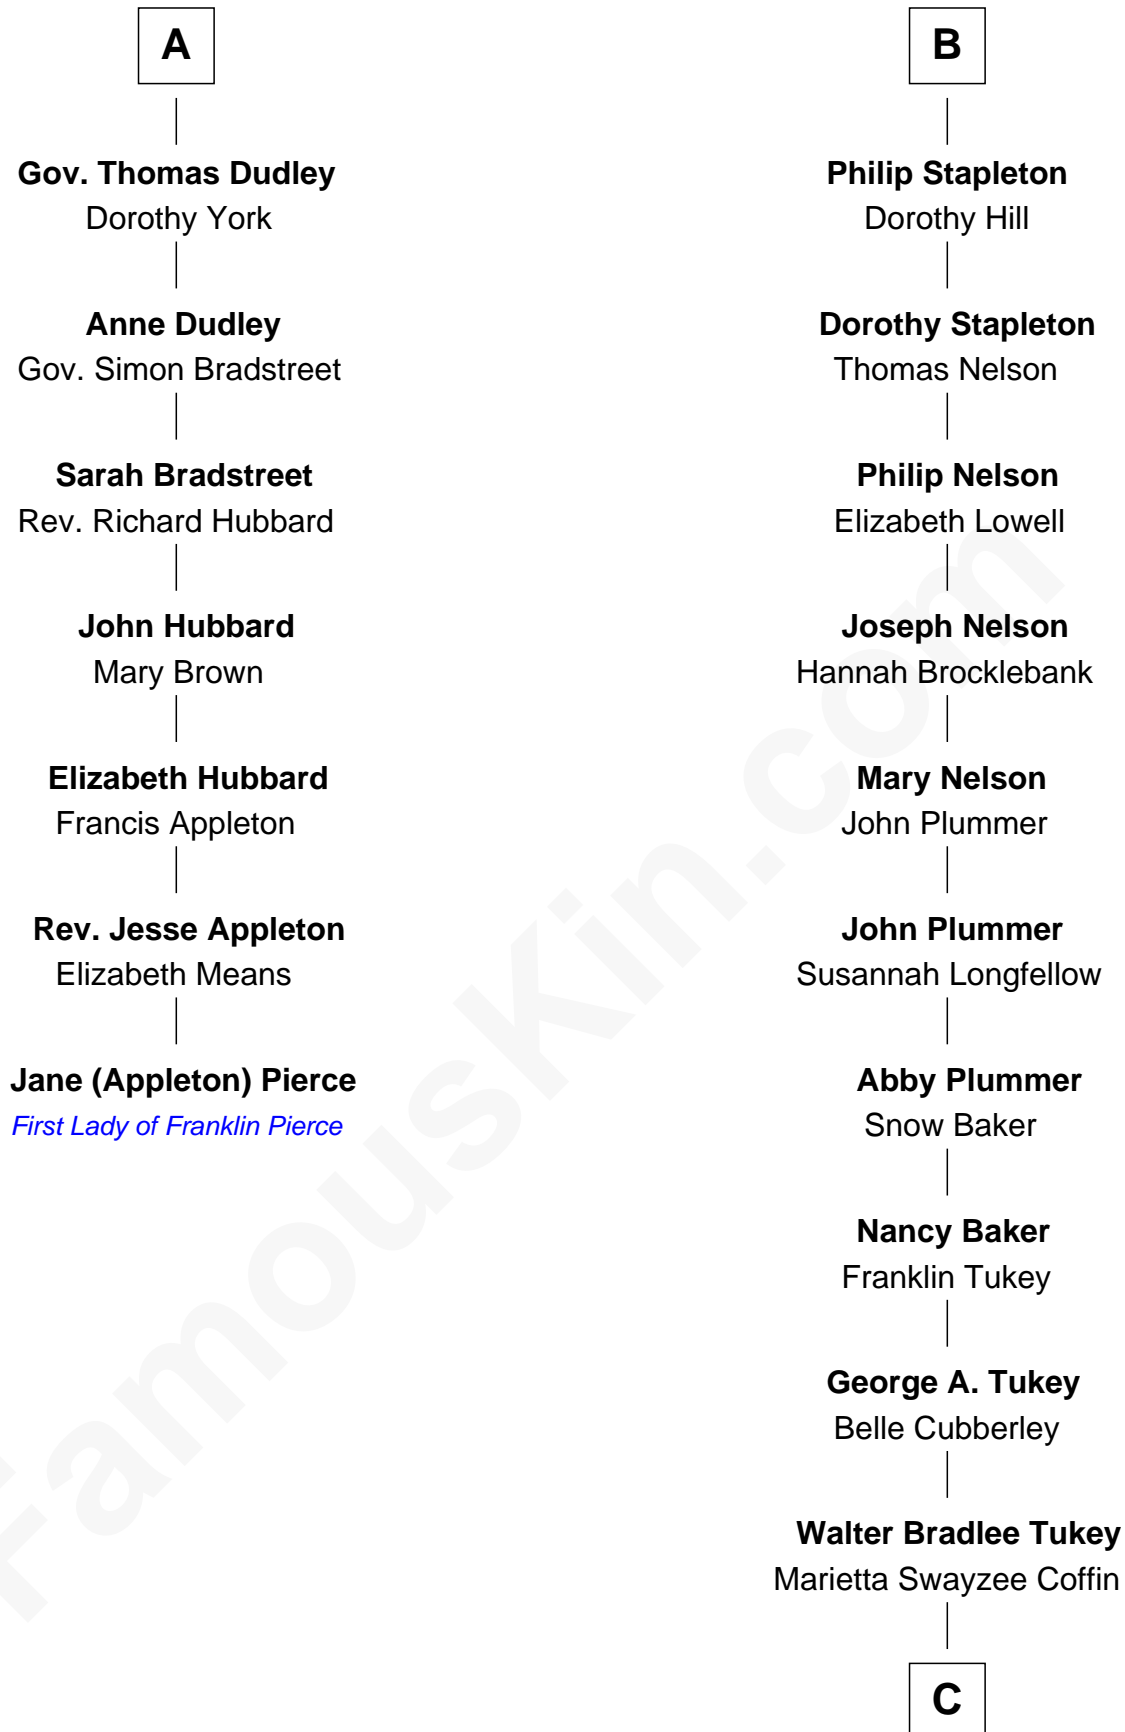 A
Gov. Thomas Dudley
Dorothy York
Anne Dudley
Gov. Simon Bradstreet
Sarah Bradstreet
Rev. Richard Hubbard
John Hubbard
Mary Brown
Elizabeth Hubbard
Francis Appleton
Rev. Jesse Appleton
Elizabeth Means
Jane (Appleton) Pierce
First Lady of Franklin Pierce
B
Philip Stapleton
Dorothy Hill
Dorothy Stapleton
Thomas Nelson
Philip Nelson
Elizabeth Lowell
Joseph Nelson
Hannah Brocklebank
Mary Nelson
John Plummer
John Plummer
Susannah Longfellow
Abby Plummer
Snow Baker
Nancy Baker
Franklin Tukey
George A. Tukey
Belle Cubberley
Walter Bradlee Tukey
Marietta Swayzee Coffin
C
FamousKin.com